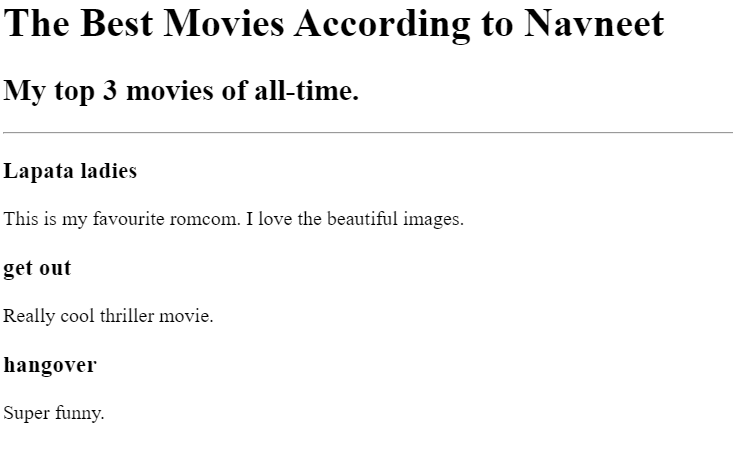 The Best Movies According to Navneet
My top 3 movies of all-time.
Lapata ladies
This is my favourite romcom. I love the beautiful images.
get out
Really cool thriller movie.
hangover
Super funny.